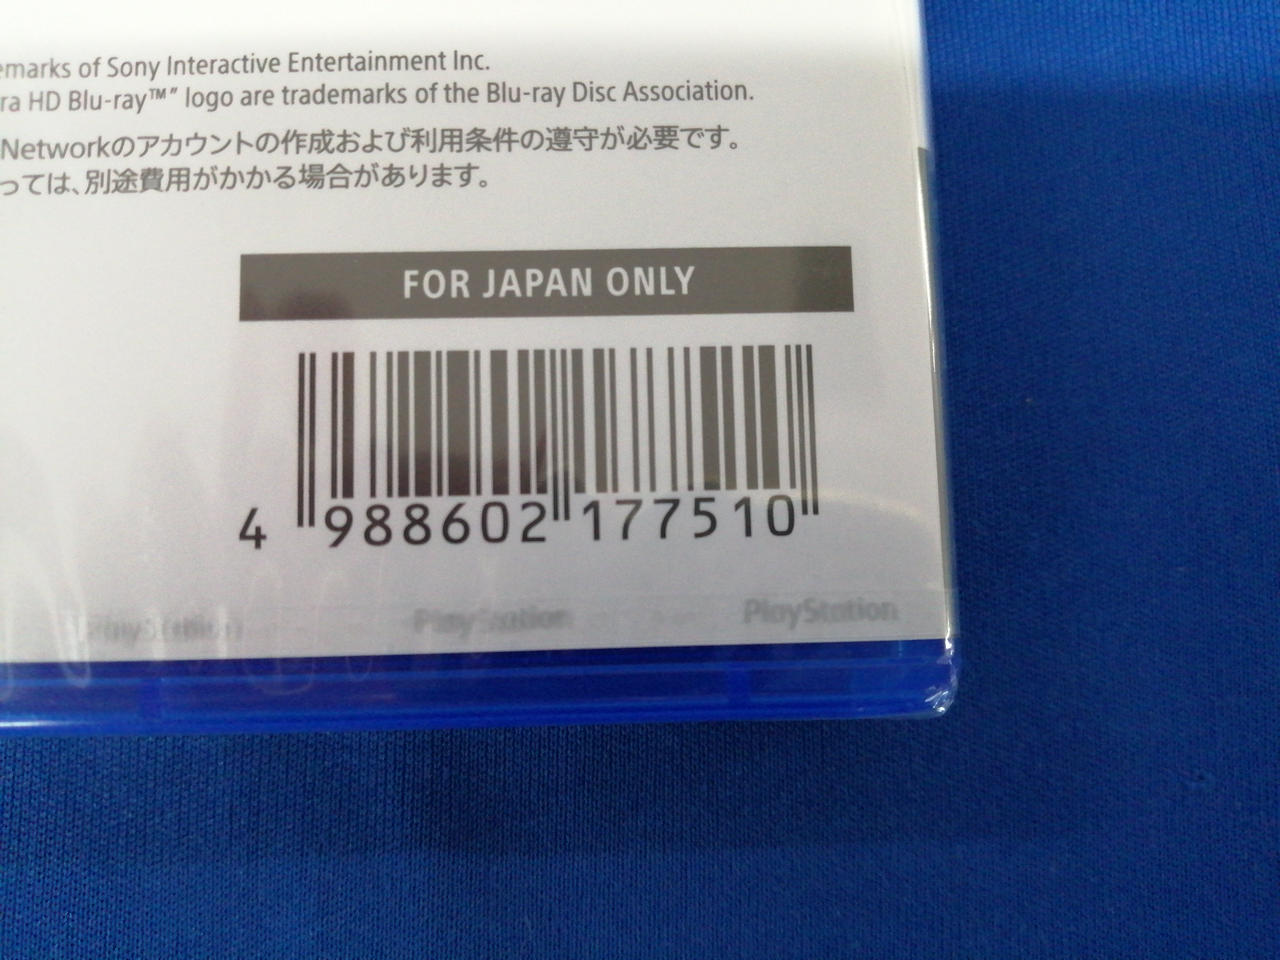 emarks of Sony Interactive Entertainment Inc.
ra HD Blu-ray™” logo are trademarks of the Blu-ray Disc Association.
Networkのアカウントの作成および利用条件の遵守が必要です。
っては、別途費用がかかる場合があります。
FOR JAPAN ONLY
4 988602 177510
PlayStation PlayStation PlayStation